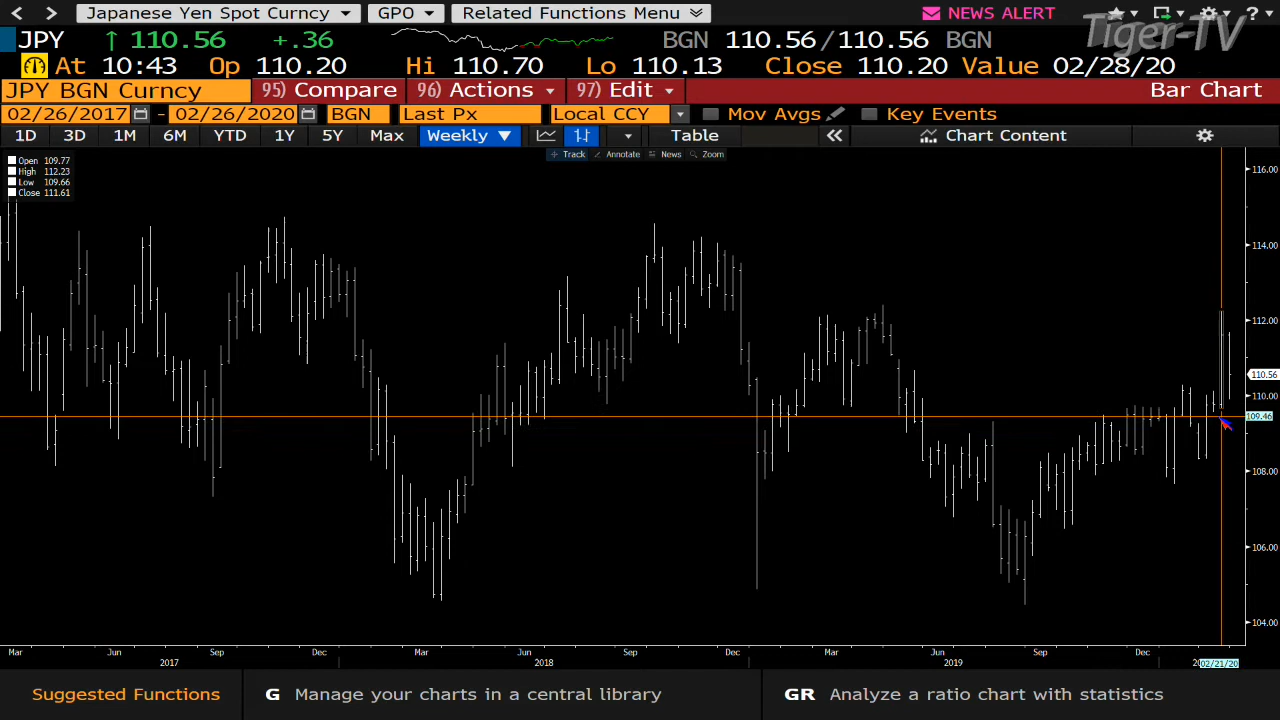 Japanese Yen Spot Curncy GPO Related Functions Menu NEWS ALERT ?
Tiger-TV
JPY 110.56 +.36 BGN 110.56/110.56 BGN
At 10:43 Op 110.20 Hi 110.70 Lo 110.13 Close 110.20 Value 02/28/20
JPY BGN Curncy 95) Compare 96) Actions 97) Edit Bar Chart
02/26/2017 - 02/26/2020 BGN Last Px Local CCY Mov Avgs Key Events
1D 3D 1M 6M YTD 1Y 5Y Max Weekly Table Chart Content
Track Annotate News Zoom
Open 109.77
High 112.23
Low 109.66
Close 111.61
116.00
114.00
112.00
110.56
110.00
109.46
108.00
106.00
104.00
Mar Jun Sep Dec Mar Jun Sep Dec Mar Jun Sep Dec
2017 2018 2019 02/21/20
Suggested Functions G Manage your charts in a central library GR Analyze a ratio chart with statistics